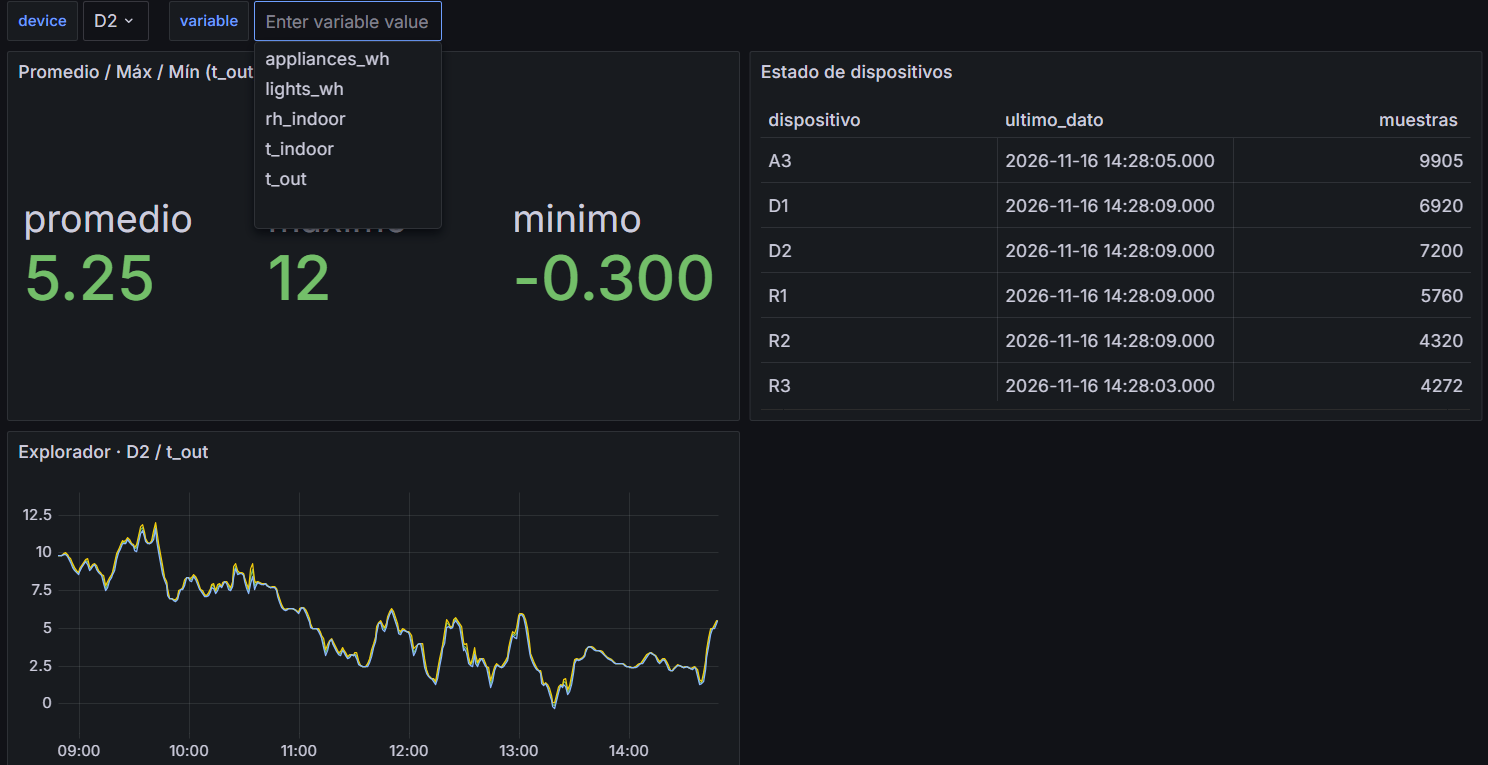 device D2 variable Enter variable value
appliances_wh
lights_wh
rh_indoor
t_indoor
t_out
Promedio / Máx / Mín (t_out
promedio
5.25
12
minimo
-0.300
Estado de dispositivos
dispositivo ultimo_dato muestras
A3 2026-11-16 14:28:05.000 9905
D1 2026-11-16 14:28:09.000 6920
D2 2026-11-16 14:28:09.000 7200
R1 2026-11-16 14:28:09.000 5760
R2 2026-11-16 14:28:09.000 4320
R3 2026-11-16 14:28:03.000 4272
Explorador · D2 / t_out
12.5
10
7.5
5
2.5
0
09:00 10:00 11:00 12:00 13:00 14:00